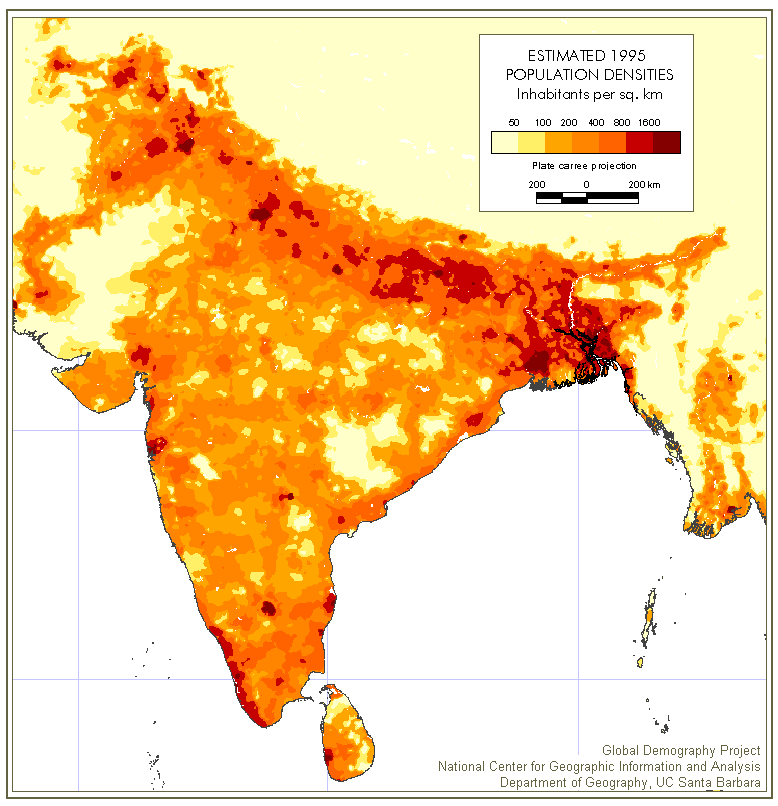 ESTIMATED 1995
POPULATION DENSITIES
Inhabitants per sq. km
50 100 200 400 800 1600
Plate carree projection
200 0 200 km
Global Demography Project
National Center for Geographic Information and Analysis
Department of Geography, UC Santa Barbara